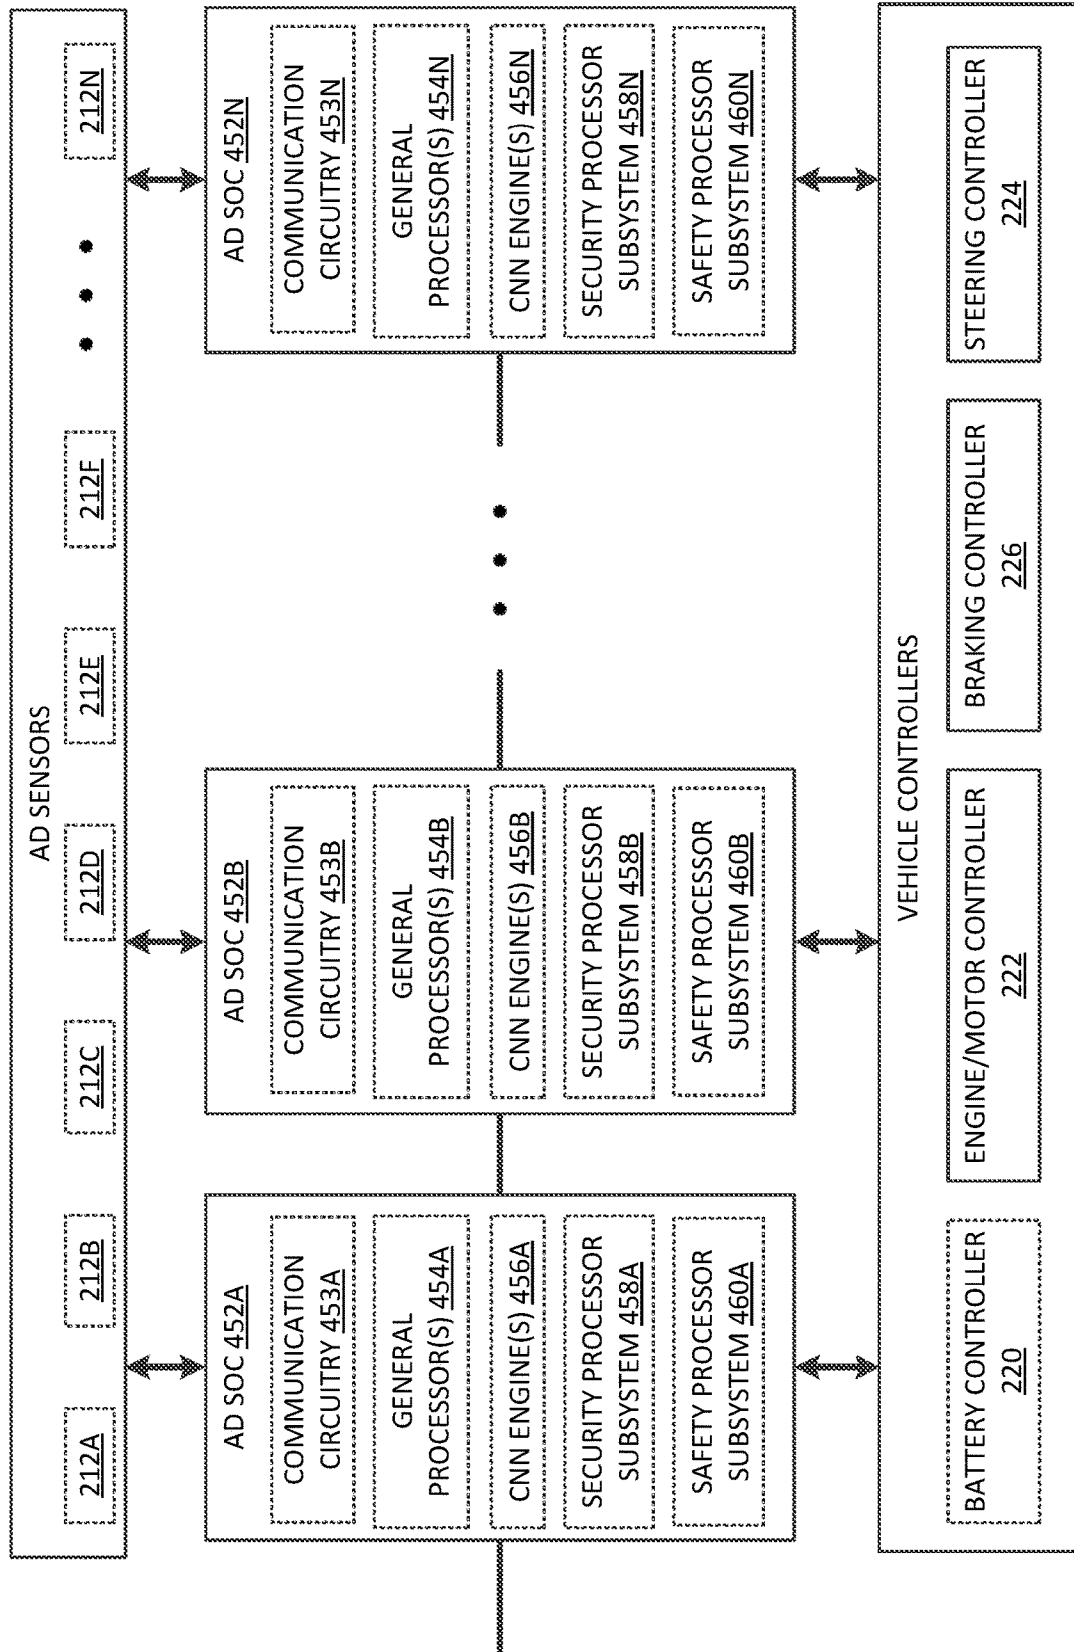 AD SENSORS
212A
212B
212C
212D
212E
212F
212N
AD SOC 452A
COMMUNICATION
CIRCUITRY 453A
GENERAL
PROCESSOR(S) 454A
CNN ENGINE(S) 456A
SECURITY PROCESSOR
SUBSYSTEM 458A
SAFETY PROCESSOR
SUBSYSTEM 460A
AD SOC 452B
COMMUNICATION
CIRCUITRY 453B
GENERAL
PROCESSOR(S) 454B
CNN ENGINE(S) 456B
SECURITY PROCESSOR
SUBSYSTEM 458B
SAFETY PROCESSOR
SUBSYSTEM 460B
AD SOC 452N
COMMUNICATION
CIRCUITRY 453N
GENERAL
PROCESSOR(S) 454N
CNN ENGINE(S) 456N
SECURITY PROCESSOR
SUBSYSTEM 458N
SAFETY PROCESSOR
SUBSYSTEM 460N
VEHICLE CONTROLLERS
BATTERY CONTROLLER
220
ENGINE/MOTOR CONTROLLER
222
BRAKING CONTROLLER
226
STEERING CONTROLLER
224